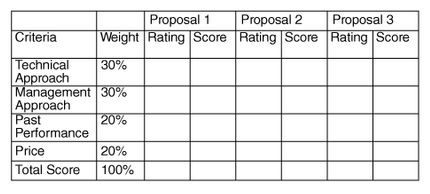 Proposal 1 Proposal 2 Proposal 3
Criteria Weight Rating Score Rating Score Rating Score
Technical 30%
Approach
Management 30%
Approach
Past 20%
Performance
Price 20%
Total Score 100%